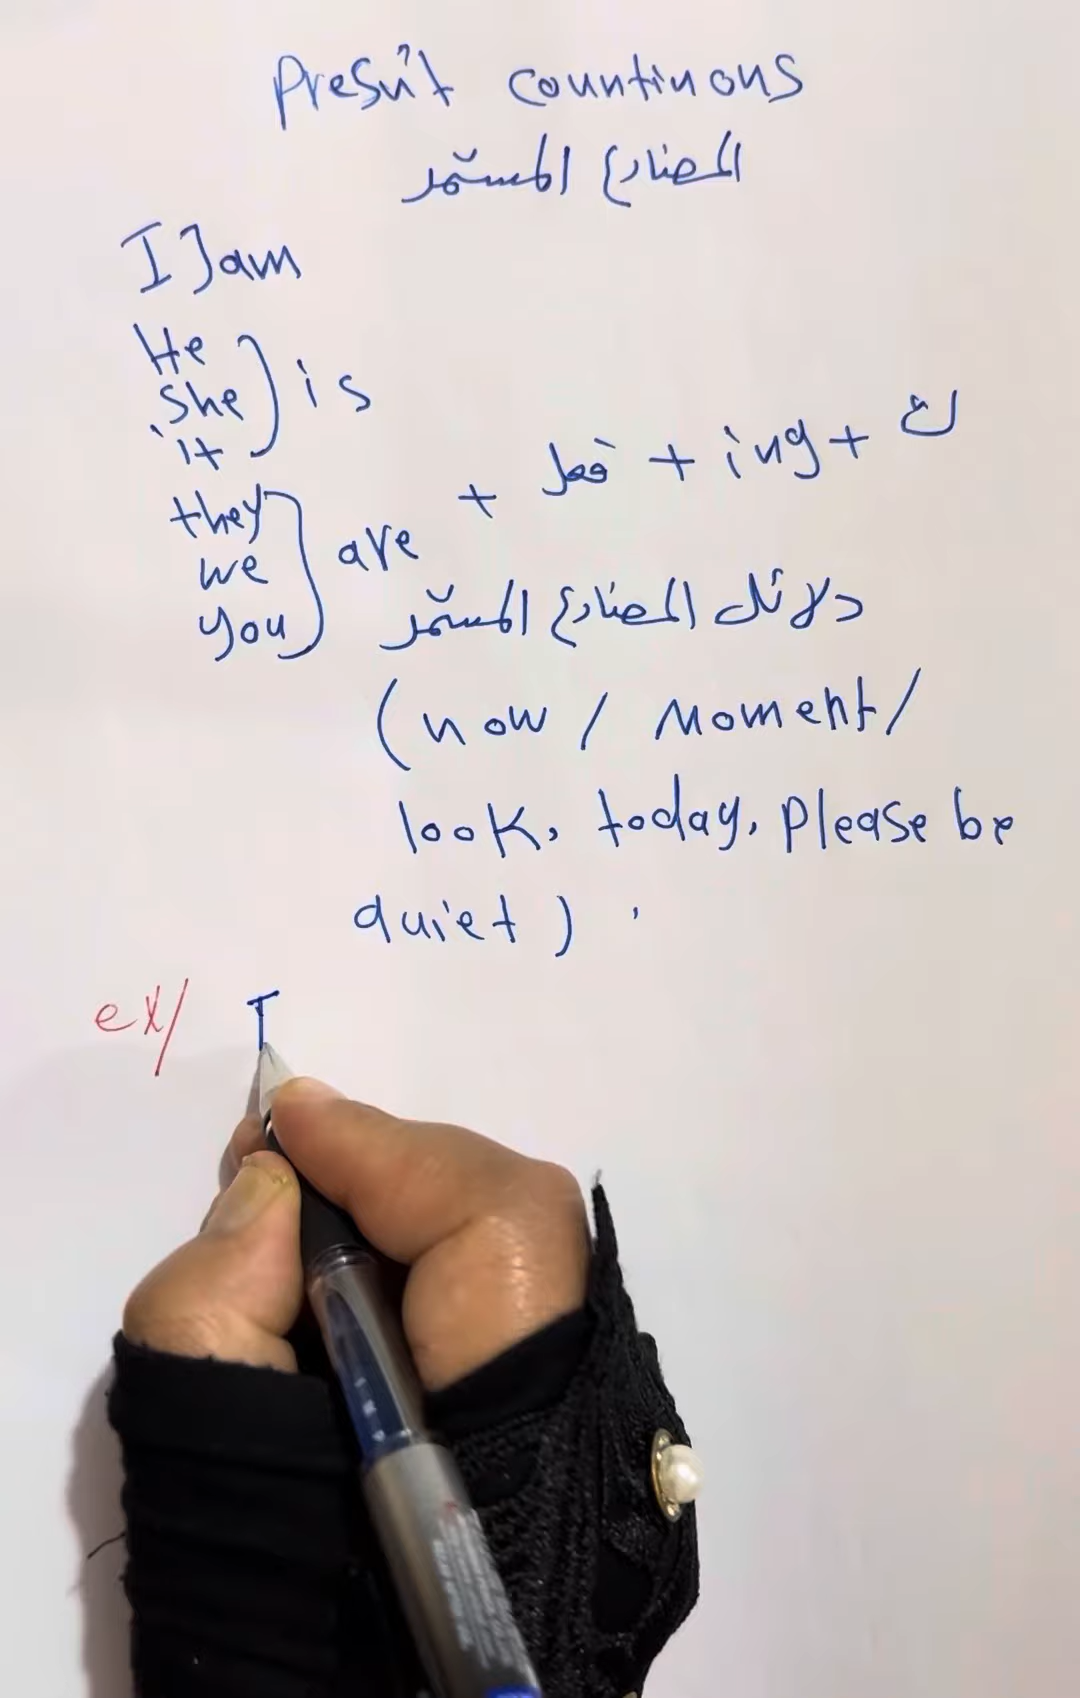 Presnit countinous
المضارع المستمر
I } am
He
she
it
} is
they
we
you
} are
+ فعل + ing + ت
دلائل المضارع المستمر
(now / Moment /
look, today, please be
quiet) .
ex/ I